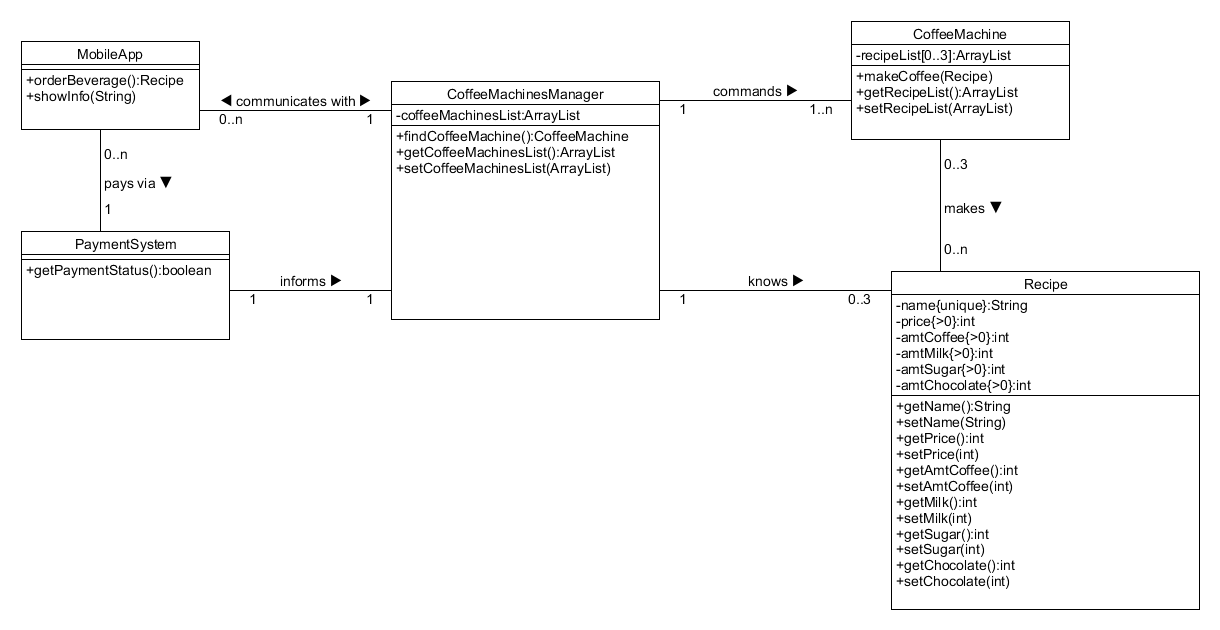 MobileApp
+orderBeverage():Recipe
+showInfo(String)
◀ communicates with ▶
0..n
1
CoffeeMachinesManager
-coffeeMachinesList:ArrayList
+findCoffeeMachine():CoffeeMachine
+getCoffeeMachinesList():ArrayList
+setCoffeeMachinesList(ArrayList)
commands ▶
1
1..n
CoffeeMachine
-recipeList[0..3]:ArrayList
+makeCoffee(Recipe)
+getRecipeList():ArrayList
+setRecipeList(ArrayList)
0..n
pays via ▼
1
0..3
makes ▼
0..n
PaymentSystem
+getPaymentStatus():boolean
informs ▶
1
1
knows ▶
1
0..3
Recipe
-name{unique}:String
-price{>0}:int
-amtCoffee{>0}:int
-amtMilk{>0}:int
-amtSugar{>0}:int
-amtChocolate{>0}:int
+getName():String
+setName(String)
+getPrice():int
+setPrice(int)
+getAmtCoffee():int
+setAmtCoffee(int)
+getMilk():int
+setMilk(int)
+getSugar():int
+setSugar(int)
+getChocolate():int
+setChocolate(int)